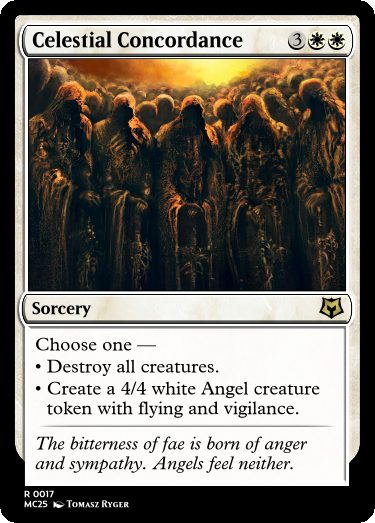 Celestial Concordance 3
Sorcery
Choose one —
• Destroy all creatures.
• Create a 4/4 white Angel creature
token with flying and vigilance.
The bitterness of fae is born of anger
and sympathy. Angels feel neither.
R 0017
MC25 Tomasz Ryger